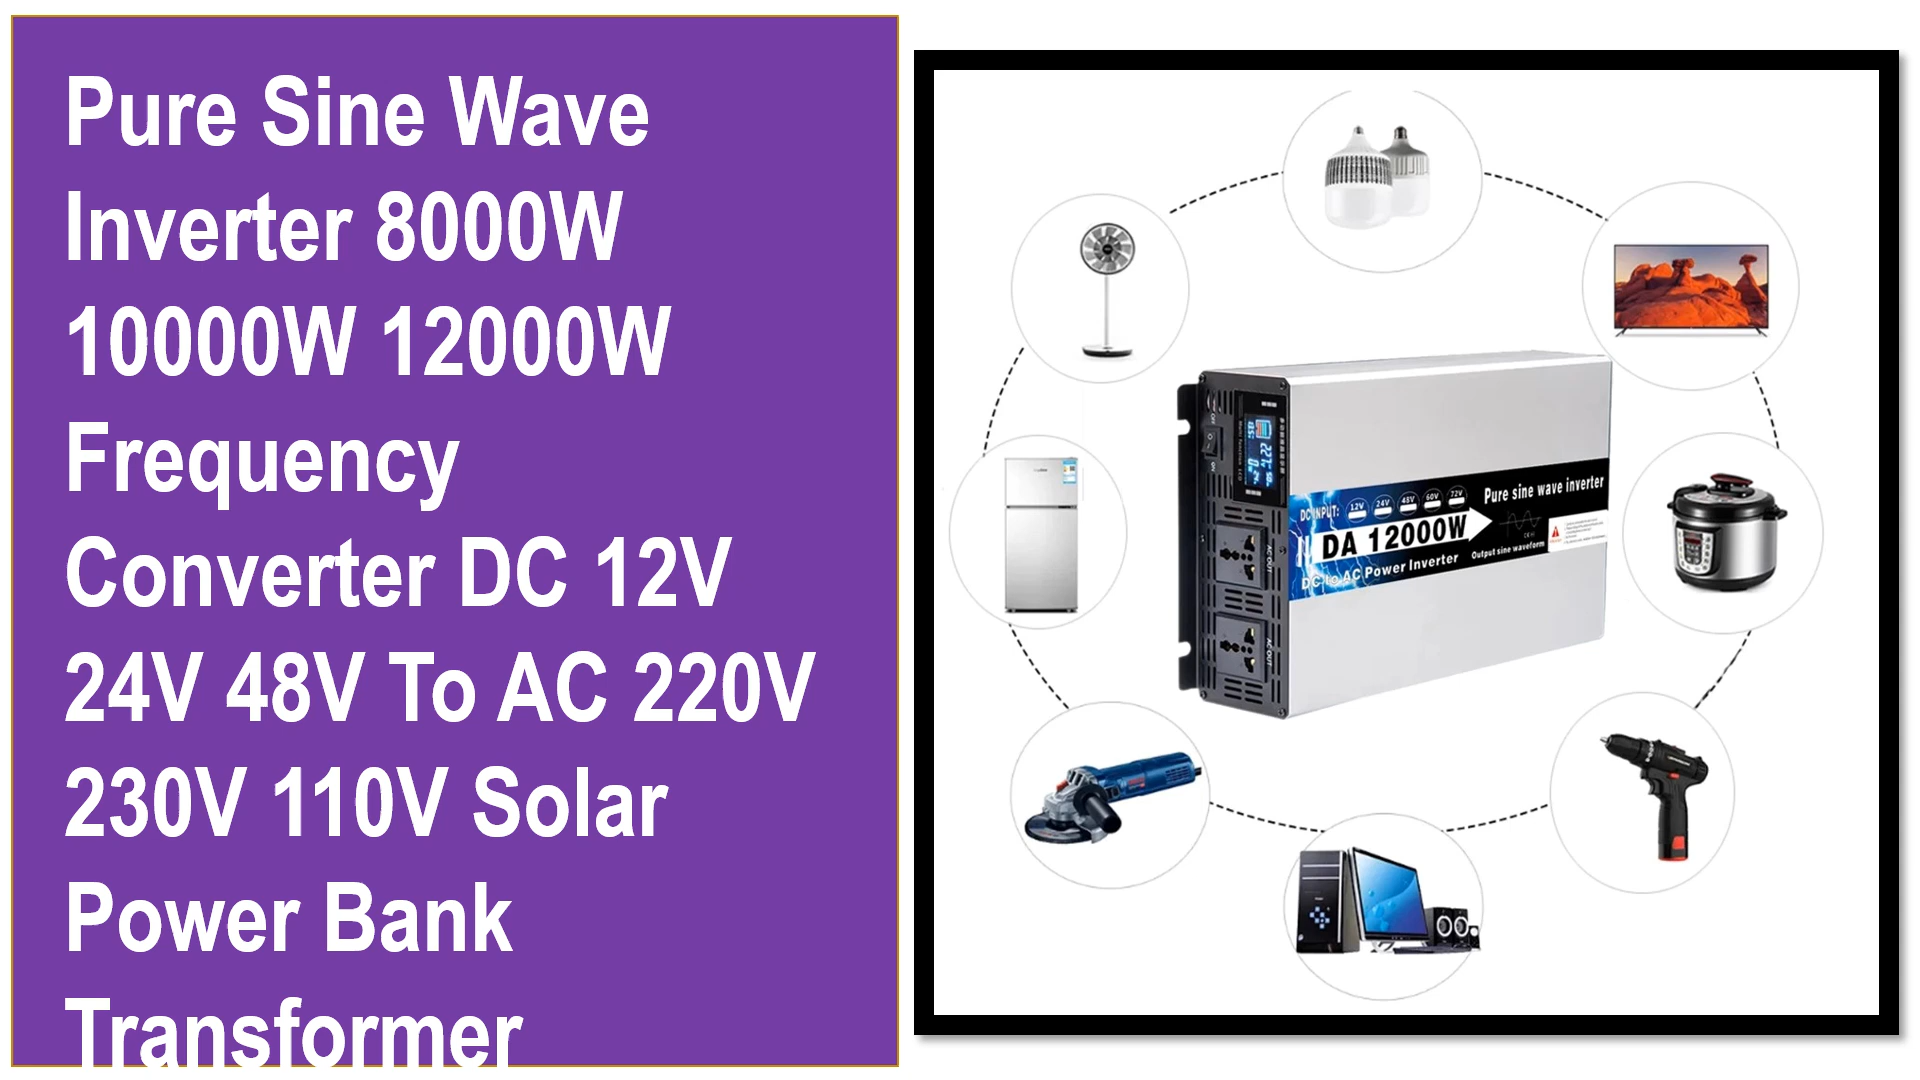 Pure Sine Wave
Inverter 8000W
10000W 12000W
Frequency
Converter DC 12V
24V 48V To AC 220V
230V 110V Solar
Power Bank
Transformer
DC INPUT: 12V 24V 48V 60V 72V
Pure sine wave inverter
DA 12000W
Output sine waveform
DC to AC Power Inverter
AC OUT
AC OUT